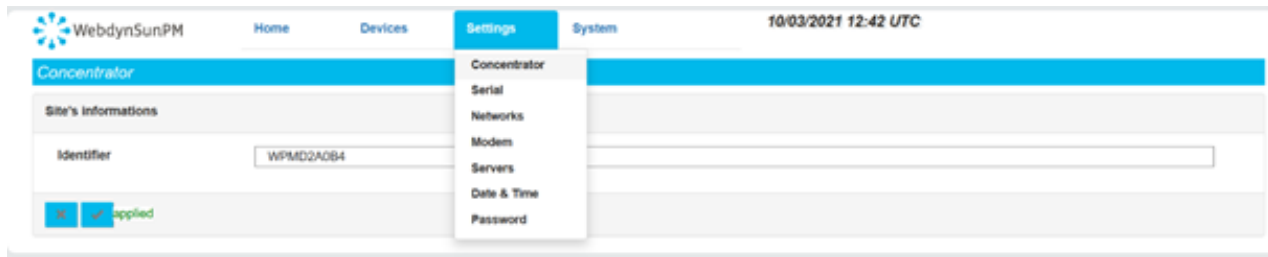 WebdynSunPM
Home
Devices
Settings
System
10/03/2021 12:42 UTC
Concentrator
Concentrator
Serial
Networks
Modem
Servers
Date & Time
Password
Site's Informations
Identifier
WPMD2A0B4
applied